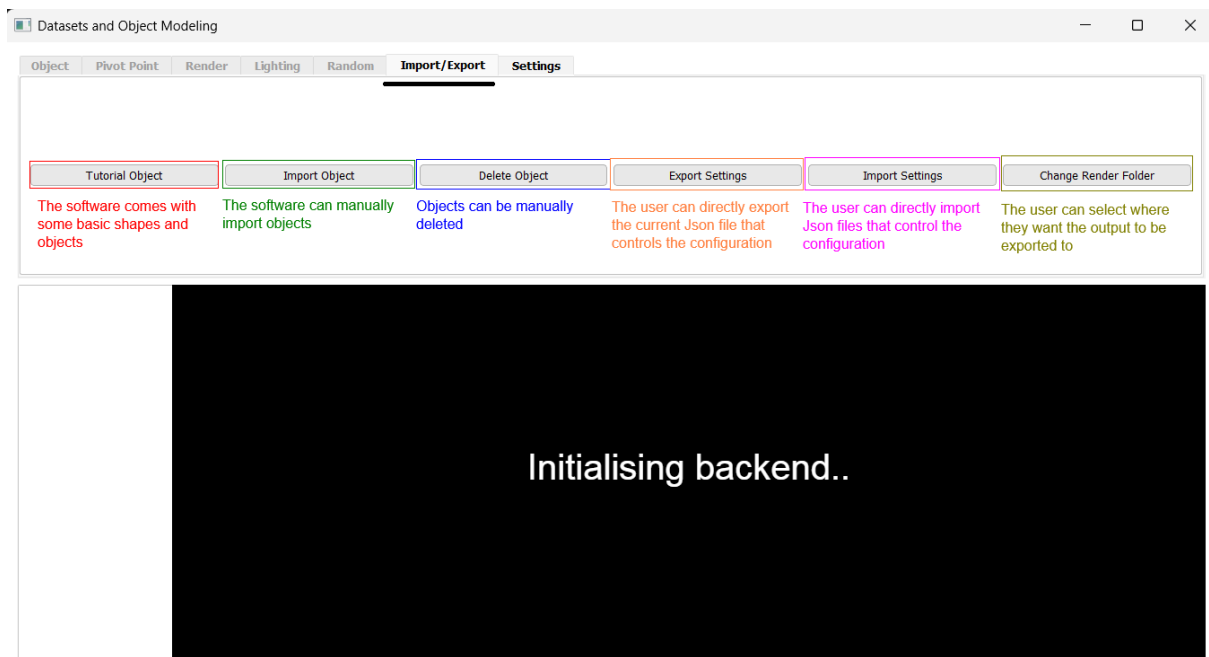 Datasets and Object Modeling
Object Pivot Point Render Lighting Random Import/Export Settings
Tutorial Object Import Object Delete Object Export Settings Import Settings Change Render Folder
The software comes with
some basic shapes and
objects
The software can manually
import objects
Objects can be manually
deleted
The user can directly export
the current Json file that
controls the configuration
The user can directly import
Json files that control the
configuration
The user can select where
they want the output to be
exported to
Initialising backend..